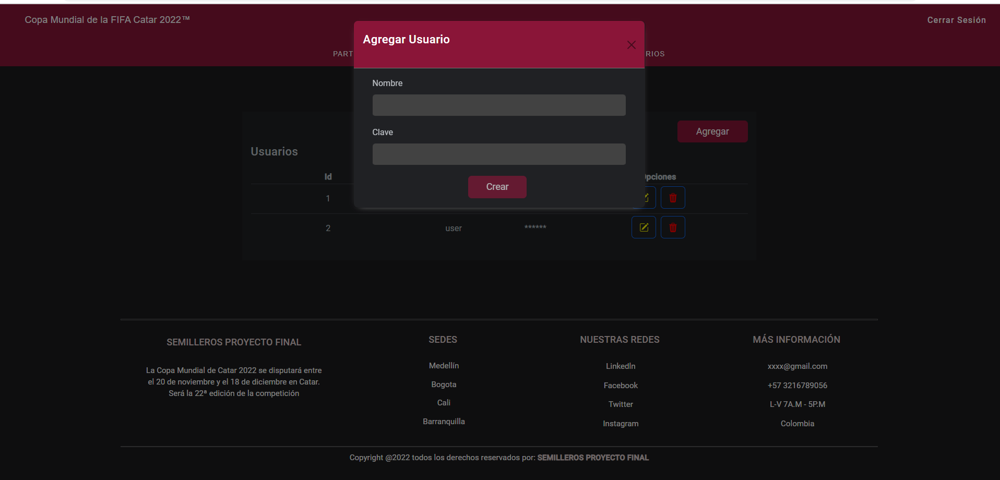 Copa Mundial de la FIFA Catar 2022™
Cerrar Sesión
Agregar Usuario
Nombre
Clave
Crear
Agregar
Usuarios
Id
1
2 user ******
SEMILLEROS PROYECTO FINAL
La Copa Mundial de Catar 2022 se disputará entre
el 20 de noviembre y el 18 de diciembre en Catar.
Será la 22ª edición de la competición
SEDES
Medellín
Bogota
Cali
Barranquilla
NUESTRAS REDES
LinkedIn
Facebook
Twitter
Instagram
MÁS INFORMACIÓN
xxxx@gmail.com
+57 3216789056
L-V 7A.M - 5P.M
Colombia
Copyright @2022 todos los derechos reservados por: SEMILLEROS PROYECTO FINAL